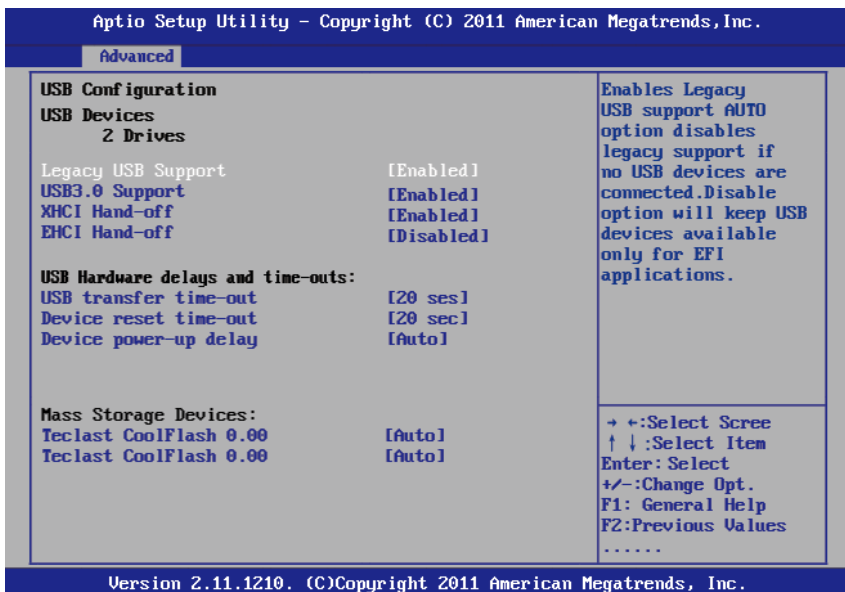 Aptio Setup Utility - Copyright (C) 2011 American Megatrends,Inc.
Advanced
USB Configuration
USB Devices
2 Drives
Legacy USB Support [Enabled]
USB3.0 Support [Enabled]
XHCI Hand-off [Enabled]
EHCI Hand-off [Disabled]
USB Hardware delays and time-outs:
USB transfer time-out [20 ses]
Device reset time-out [20 sec]
Device power-up delay [Auto]
Mass Storage Devices:
Teclast CoolFlash 0.00 [Auto]
Teclast CoolFlash 0.00 [Auto]
Enables Legacy
USB support AUTO
option disables
legacy support if
no USB devices are
connected.Disable
option will keep USB
devices available
only for EFI
applications.
→ ←:Select Scree
↑ ↓ :Select Item
Enter: Select
+/-:Change Opt.
F1: General Help
F2:Previous Values
......
Version 2.11.1210. (C)Copyright 2011 American Megatrends, Inc.